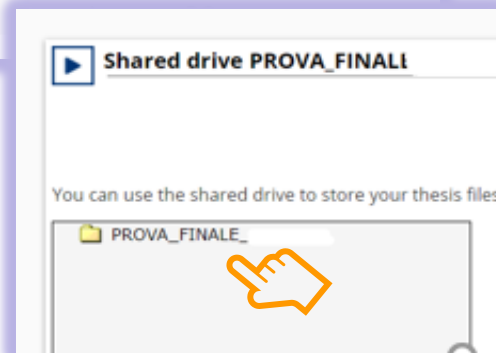 Shared drive PROVA_FINALE
You can use the shared drive to store your thesis files
PROVA_FINALE_